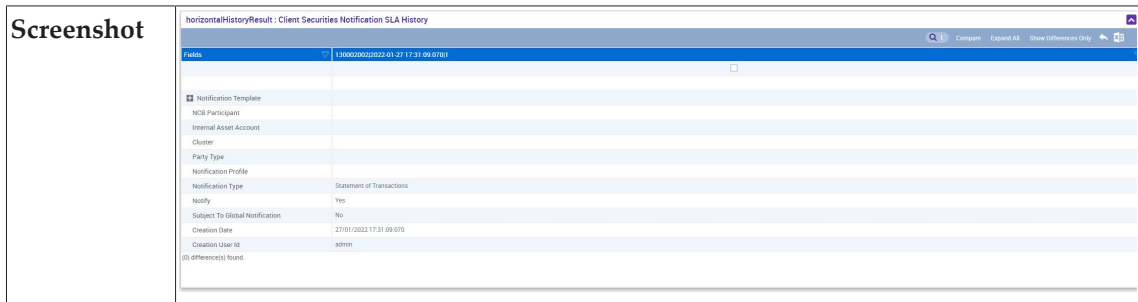 Screenshot
horizontalHistoryResult : Client Securities Notification SLA History
1 Compare Expand All Show Differences Only
Fields 130002002|2022-01-27 17:31:09.070|1
Notification Template
NCB Participant
Internal Asset Account
Cluster
Party Type
Notification Profile
Notification Type Statement of Transactions
Notify Yes
Subject To Global Notification No
Creation Date 27/01/2022 17:31:09:070
Creation User Id admin
(0) difference(s) found.